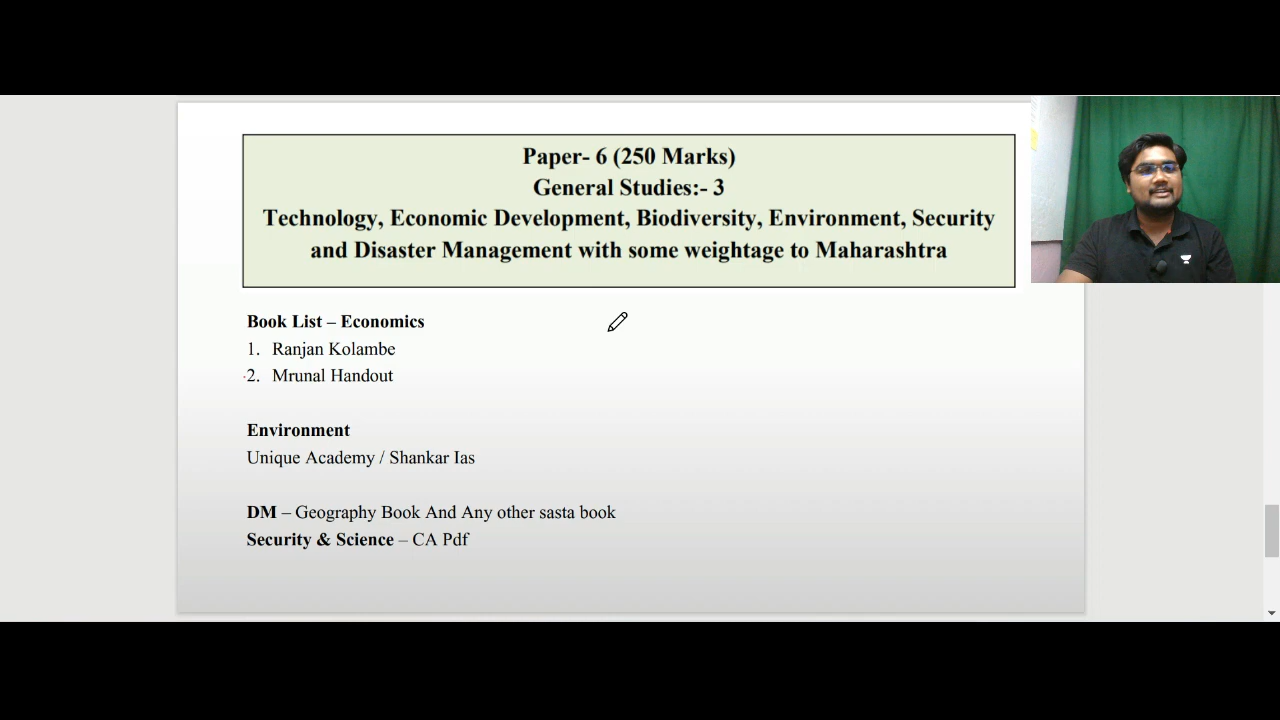 Paper- 6 (250 Marks)
General Studies:- 3
Technology, Economic Development, Biodiversity, Environment, Security
and Disaster Management with some weightage to Maharashtra
Book List – Economics
1. Ranjan Kolambe
2. Mrunal Handout
Environment
Unique Academy / Shankar Ias
DM – Geography Book And Any other sasta book
Security & Science – CA Pdf